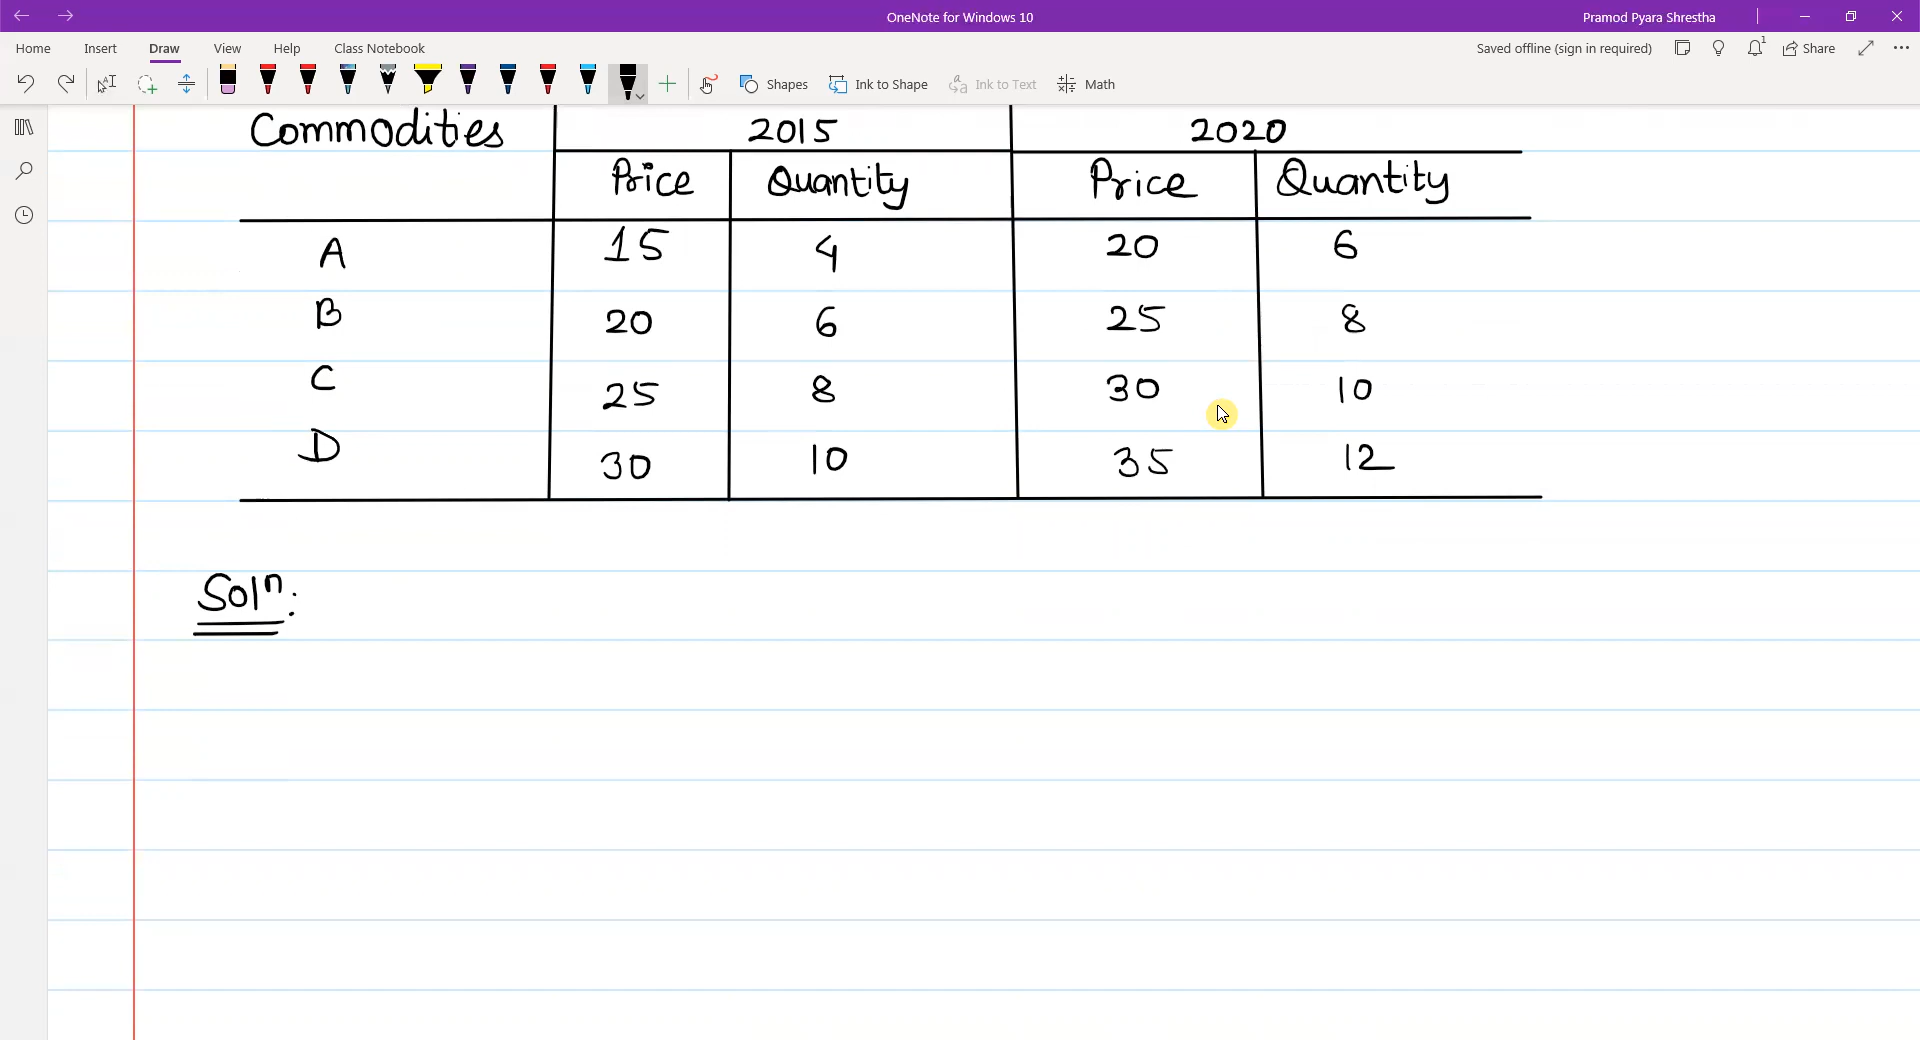 OneNote for Windows 10 Pramod Pyara Shrestha
Home Insert Draw View Help Class Notebook Saved offline (sign in required) 1 Share
Shapes Ink to Shape Ink to Text Math
Commodities 2015 2020
Price Quantity Price Quantity
A 15 4 20 6
B 20 6 25 8
C 25 8 30 10
D 30 10 35 12
Solⁿ: